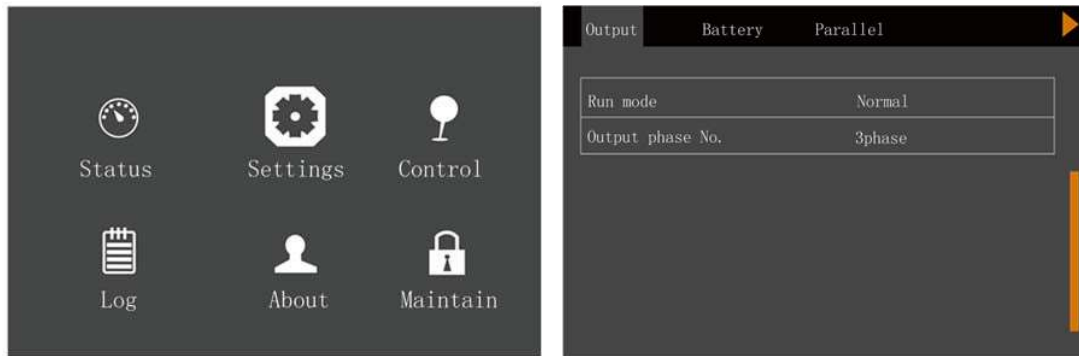 Status Settings Control
Log About Maintain
Output Battery Parallel
Run mode Normal
Output phase No. 3phase